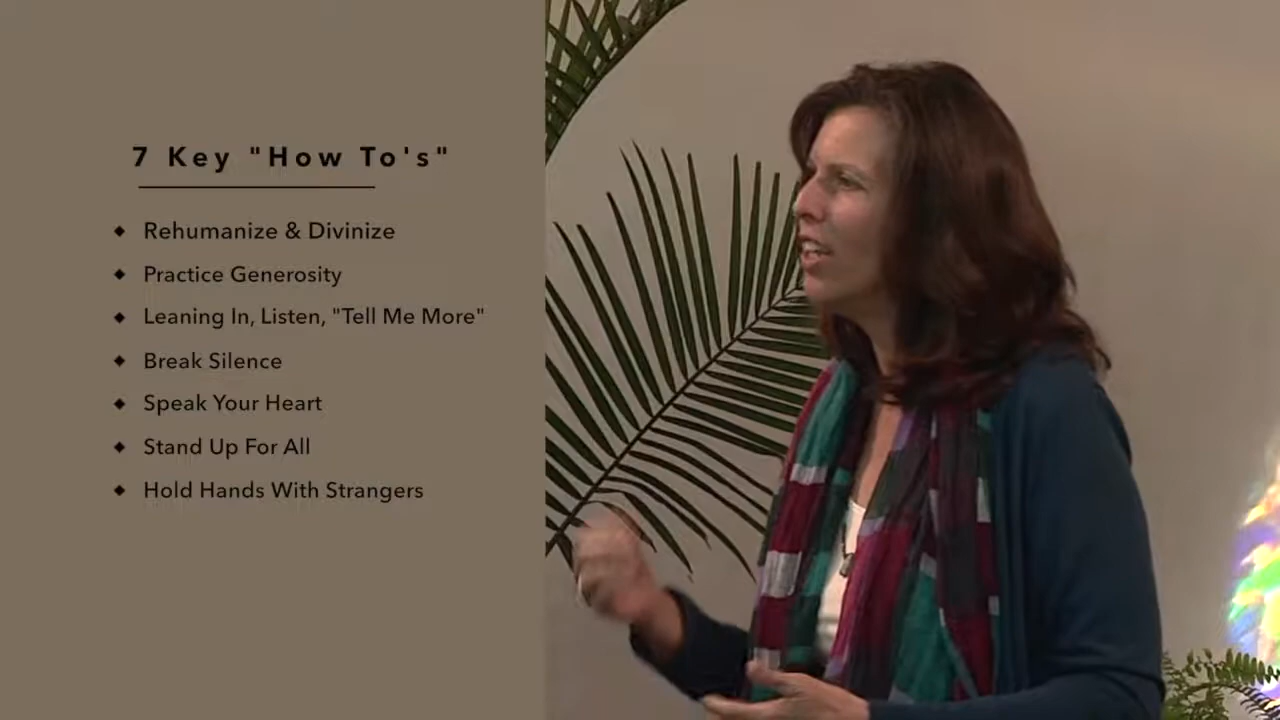 7 Key "How To's"
Rehumanize & Divinize
Practice Generosity
Leaning In, Listen, "Tell Me More"
Break Silence
Speak Your Heart
Stand Up For All
Hold Hands With Strangers